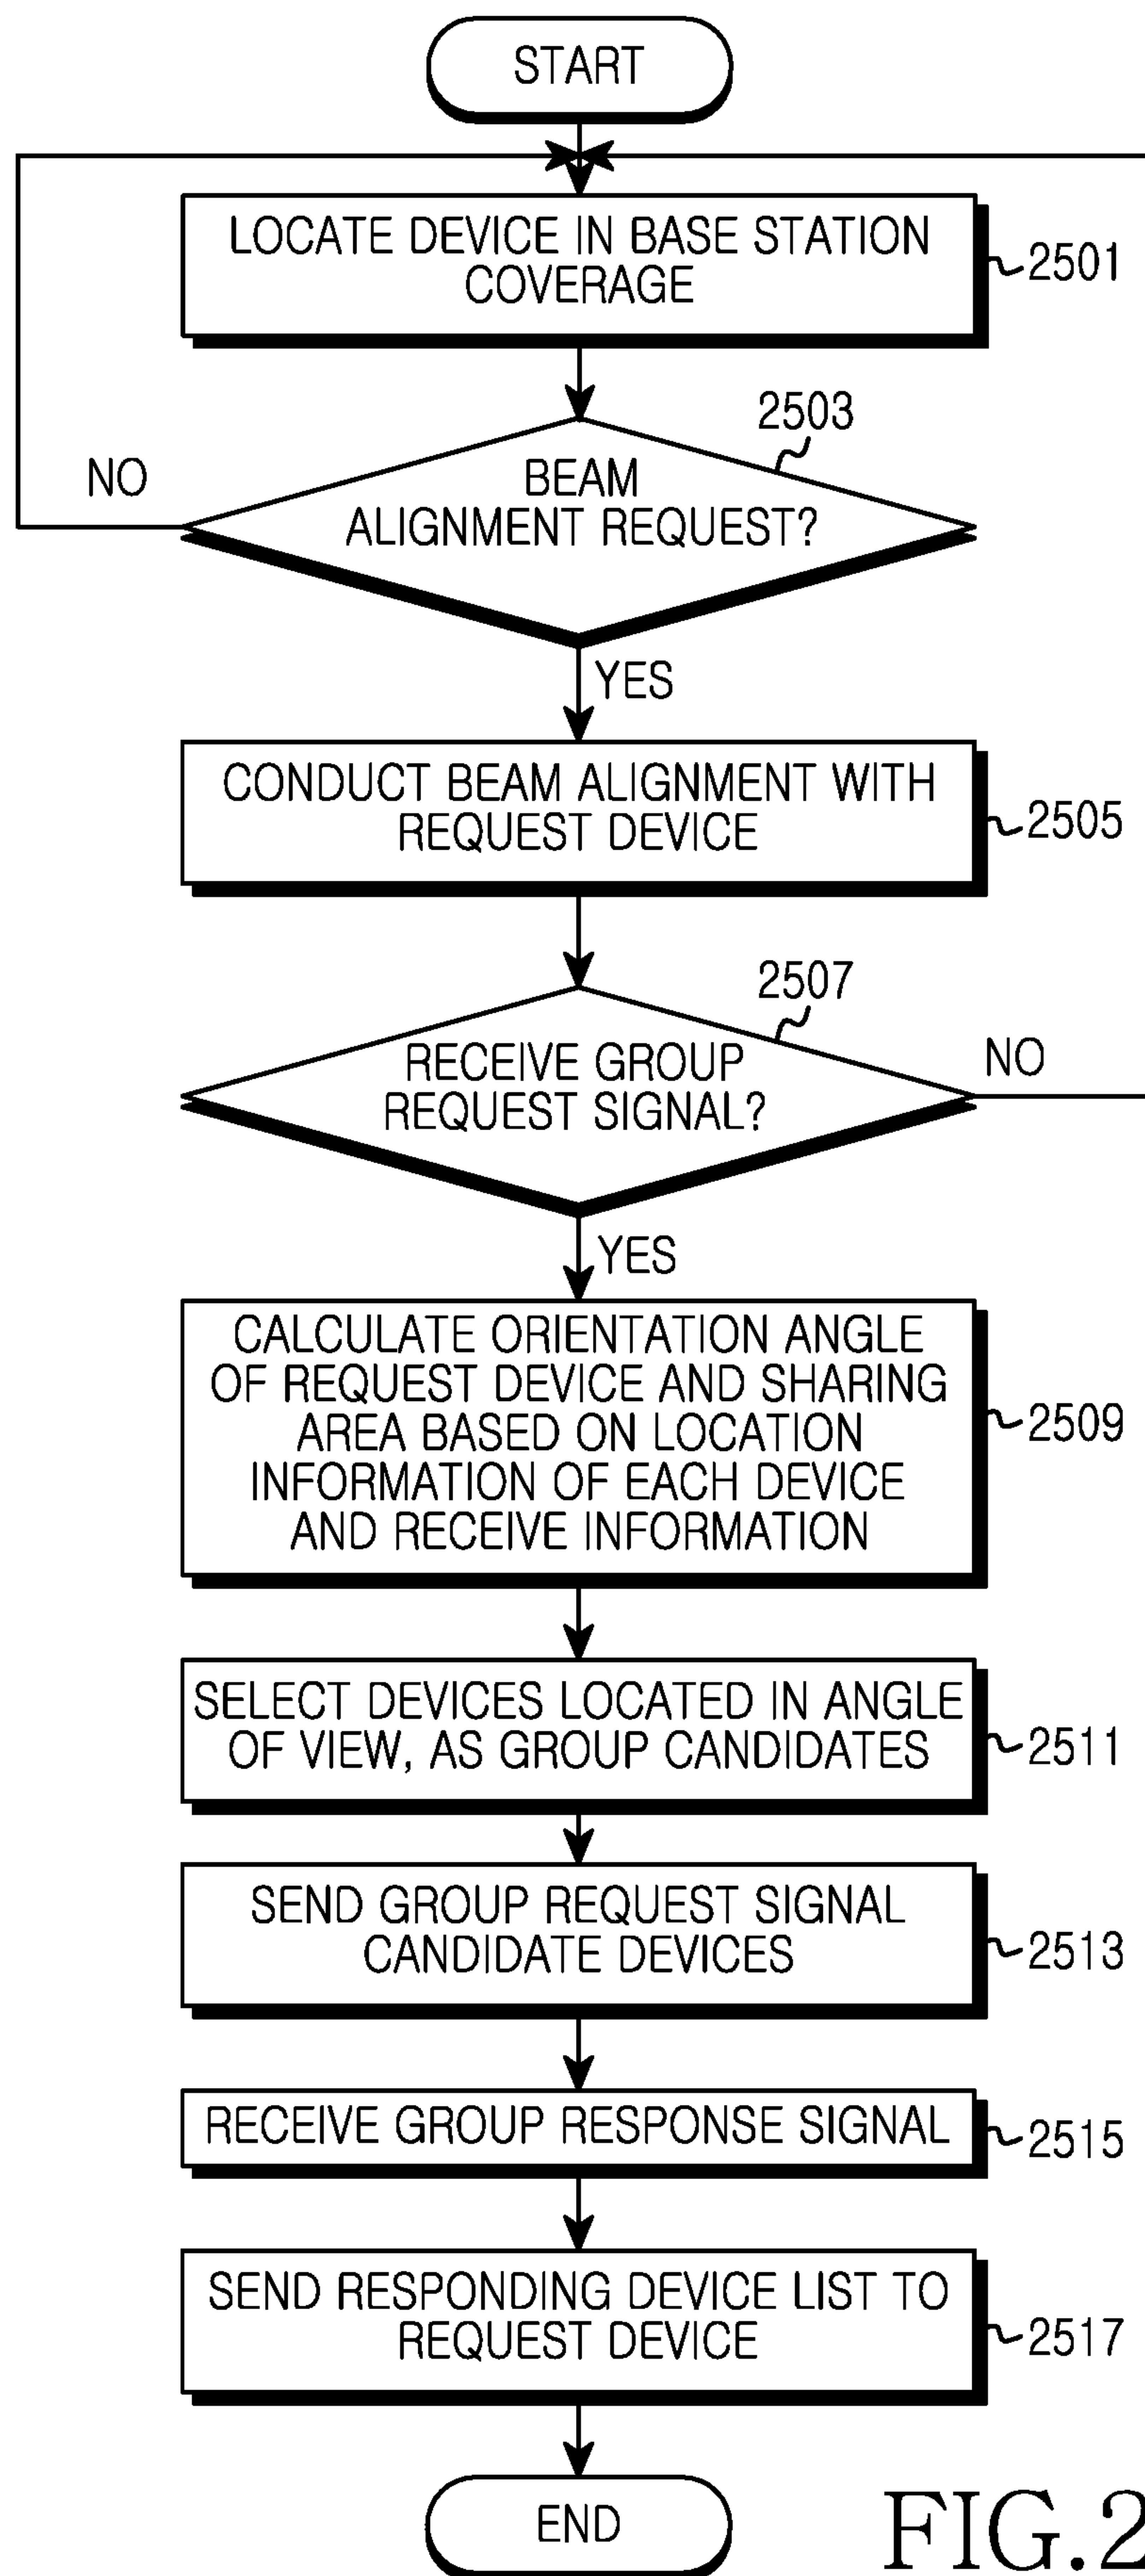 START
LOCATE DEVICE IN BASE STATION
COVERAGE
2501
2503
NO
BEAM
ALIGNMENT REQUEST?
YES
CONDUCT BEAM ALIGNMENT WITH
REQUEST DEVICE
2505
2507
RECEIVE GROUP
REQUEST SIGNAL?
NO
YES
CALCULATE ORIENTATION ANGLE
OF REQUEST DEVICE AND SHARING
AREA BASED ON LOCATION
INFORMATION OF EACH DEVICE
AND RECEIVE INFORMATION
2509
SELECT DEVICES LOCATED IN ANGLE
OF VIEW, AS GROUP CANDIDATES
2511
SEND GROUP REQUEST SIGNAL
CANDIDATE DEVICES
2513
RECEIVE GROUP RESPONSE SIGNAL
2515
SEND RESPONDING DEVICE LIST TO
REQUEST DEVICE
2517
END
FIG.2